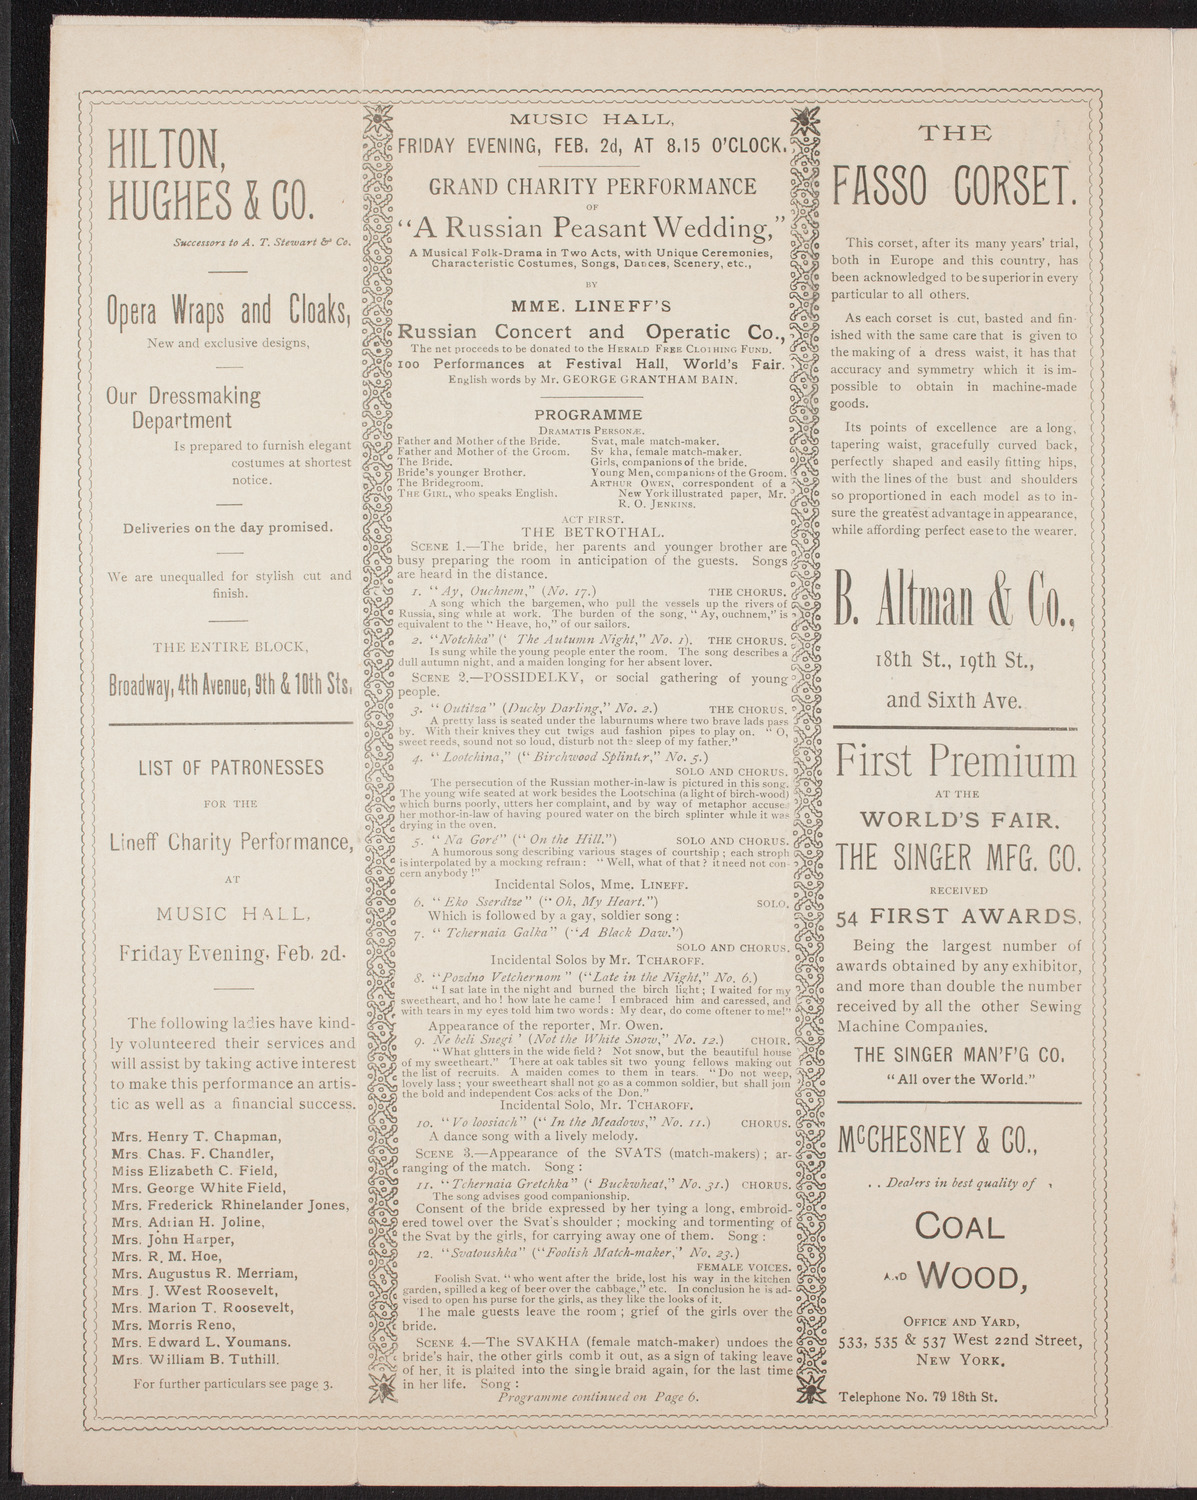 HILTON,
HUGHES & CO.
Successors to A. T. Stewart & Co.
Opera Wraps and Cloaks,
New and exclusive designs,
Our Dressmaking
Department
Is prepared to furnish elegant
costumes at shortest
notice.
Deliveries on the day promised.
We are unequalled for stylish cut and
finish.
THE ENTIRE BLOCK,
Broadway, 4th Avenue, 9th & 10th Sts.
LIST OF PATRONESSES
FOR THE
Lineff Charity Performance,
AT
MUSIC HALL,
Friday Evening, Feb. 2d.
The following ladies have kind-
ly volunteered their services and
will assist by taking active interest
to make this performance an artis-
tic as well as a financial success.
Mrs. Henry T. Chapman,
Mrs. Chas. F. Chandler,
Miss Elizabeth C. Field,
Mrs. George White Field,
Mrs. Frederick Rhinelander Jones,
Mrs. Adrian H. Joline,
Mrs. John Harper,
Mrs. R. M. Hoe,
Mrs. Augustus R. Merriam,
Mrs. J. West Roosevelt,
Mrs. Marion T. Roosevelt,
Mrs. Morris Reno,
Mrs. Edward L. Youmans.
Mrs. William B. Tuthill.
For further particulars see page 3.
MUSIC HALL,
FRIDAY EVENING, FEB. 2d, AT 8.15 O'CLOCK.
GRAND CHARITY PERFORMANCE
OF
"A Russian Peasant Wedding,"
A Musical Folk-Drama in Two Acts, with Unique Ceremonies,
Characteristic Costumes, Songs, Dances, Scenery, etc.,
BY
MME. LINEFF'S
Russian Concert and Operatic Co.,
The net proceeds to be donated to the HERALD FREE CLOTHING FUND.
100 Performances at Festival Hall, World's Fair.
English words by Mr. GEORGE GRANTHAM BAIN.
PROGRAMME
DRAMATIS PERSONÆ.
Father and Mother of the Bride. Svat, male match-maker.
Father and Mother of the Groom. Sv kha, female match-maker.
The Bride. Girls, companions of the bride.
Bride's younger Brother. Young Men, companions of the Groom.
The Bridegroom. ARTHUR OWEN, correspondent of a
THE GIRL, who speaks English. New York illustrated paper, Mr.
R. O. JENKINS.
ACT FIRST.
THE BETROTHAL.
SCENE 1.—The bride, her parents and younger brother are
busy preparing the room in anticipation of the guests. Songs
are heard in the distance.
1. "Ay, Ouchnem," (No. 17.) THE CHORUS.
A song which the bargemen, who pull the vessels up the rivers of
Russia, sing while at work. The burden of the song, "Ay, ouchnem," is
equivalent to the "Heave, ho," of our sailors.
2. "Notchka" (' The Autumn Night," No. 1). THE CHORUS.
Is sung while the young people enter the room. The song describes a
dull autumn night, and a maiden longing for her absent lover.
SCENE 2.—POSSIDELKY, or social gathering of young
people.
3. "Outitza" (Ducky Darling," No. 2.) THE CHORUS.
A pretty lass is seated under the laburnums where two brave lads pass
by. With their knives they cut twigs and fashion pipes to play on. "O,
sweet reeds, sound not so loud, disturb not the sleep of my father."
4. "Lootchina," ("Birchwood Splinter," No. 5.)
SOLO AND CHORUS.
The persecution of the Russian mother-in-law is pictured in this song.
The young wife seated at work besides the Lootschina (a light of birch-wood)
which burns poorly, utters her complaint, and by way of metaphor accuse
her mothor-in-law of having poured water on the birch splinter while it was
drying in the oven.
5. "Na Goré" ("On the Hill.") SOLO AND CHORUS.
A humorous song describing various stages of courtship; each stroph
is interpolated by a mocking refrain: "Well, what of that? it need not con-
cern anybody!"
Incidental Solos, Mme. LINEFF.
6. "Eko Sserdtze" ("Oh, My Heart.") SOLO,
Which is followed by a gay, soldier song:
7. "Tchernaia Galka" ("A Black Daw.")
SOLO AND CHORUS.
Incidental Solos by Mr. TCHAROFF.
8. "Pozdno Vetchernom" ("Late in the Night," No. 6.)
"I sat late in the night and burned the birch light; I waited for my
sweetheart, and ho! how late he came! I embraced him and caressed, and
with tears in my eyes told him two words: My dear, do come oftener to me!"
Appearance of the reporter, Mr. Owen.
9. Ne beli Snegi ' (Not the White Snow," No. 12.) CHOIR.
"What glitters in the wide field? Not snow, but the beautiful house
of my sweetheart." There at oak tables sit two young fellows making out
the list of recruits. A maiden comes to them in tears. "Do not weep,
lovely lass; your sweetheart shall not go as a common soldier, but shall join
the bold and independent Cossacks of the Don."
Incidental Solo, Mr. TCHAROFF.
10. "Vo loosiach" ("In the Meadows," No. 11.) CHORUS.
A dance song with a lively melody.
SCENE 3.—Appearance of the SVATS (match-makers); ar-
ranging of the match. Song:
11. "Tchernaia Gretchka" (' Buckwheat," No. 31.) CHORUS.
The song advises good companionship.
Consent of the bride expressed by her tying a long, embroid-
ered towel over the Svat's shoulder; mocking and tormenting of
the Svat by the girls, for carrying away one of them. Song:
12. "Svatoushka" ("Foolish Match-maker,' No. 23.)
FEMALE VOICES.
Foolish Svat, "who went after the bride, lost his way in the kitchen
garden, spilled a keg of beer over the cabbage," etc. In conclusion he is ad-
vised to open his purse for the girls, as they like the looks of it.
The male guests leave the room; grief of the girls over the
bride.
SCENE 4.—The SVAKHA (female match-maker) undoes the
bride's hair, the other girls comb it out, as a sign of taking leave
of her, it is plaited into the single braid again, for the last time
in her life. Song:
Programme continued on Page 6.
THE
FASSO CORSET.
This corset, after its many years' trial,
both in Europe and this country, has
been acknowledged to be superior in every
particular to all others.
As each corset is cut, basted and fin-
ished with the same care that is given to
the making of a dress waist, it has that
accuracy and symmetry which it is im-
possible to obtain in machine-made
goods.
Its points of excellence are a long,
tapering waist, gracefully curved back,
perfectly shaped and easily fitting hips,
with the lines of the bust and shoulders
so proportioned in each model as to in-
sure the greatest advantage in appearance,
while affording perfect ease to the wearer.
B. Altman & Co.,
18th St., 19th St.,
and Sixth Ave.
First Premium
AT THE
WORLD'S FAIR.
THE SINGER MFG. CO.
RECEIVED
54 FIRST AWARDS.
Being the largest number of
awards obtained by any exhibitor,
and more than double the number
received by all the other Sewing
Machine Companies.
THE SINGER MAN'F'G CO.
"All over the World."
McCHESNEY & CO.,
. . Dealers in best quality of ,
COAL
AND WOOD,
OFFICE AND YARD,
533, 535 & 537 West 22nd Street,
NEW YORK.
Telephone No. 79 18th St.